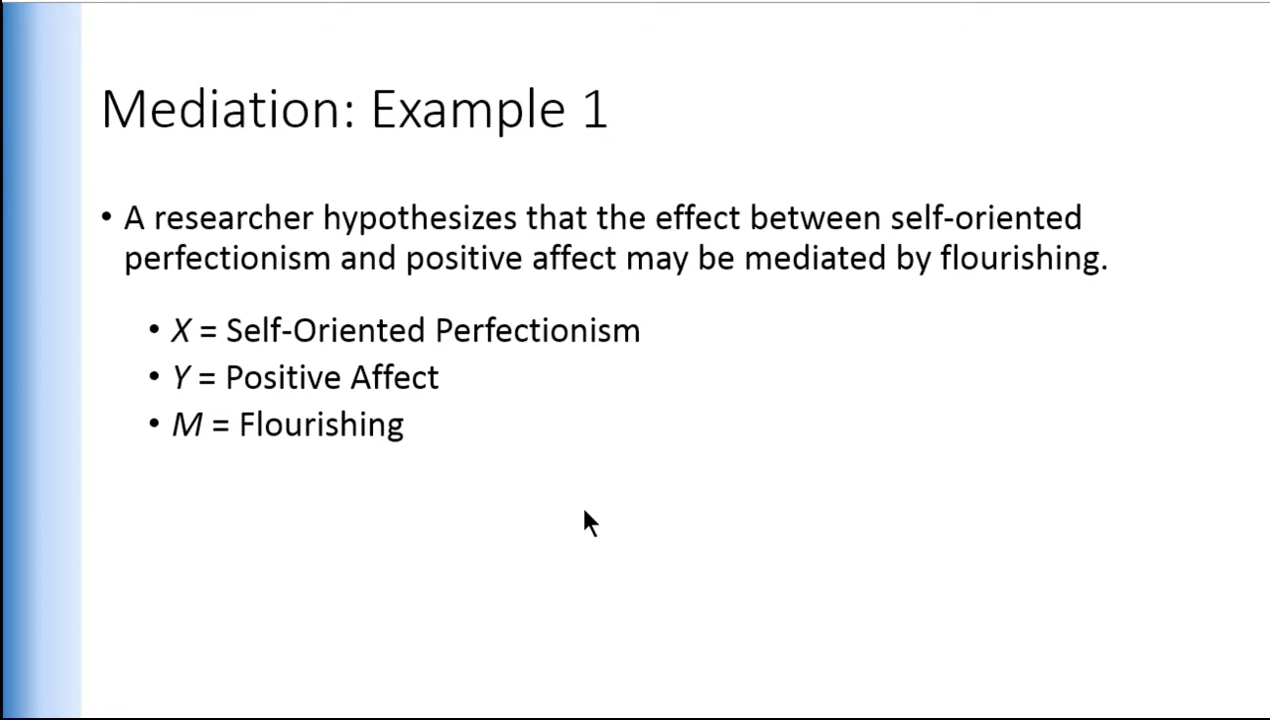 Mediation: Example 1
• A researcher hypothesizes that the effect between self-oriented
perfectionism and positive affect may be mediated by flourishing.
• X = Self-Oriented Perfectionism
• Y = Positive Affect
• M = Flourishing